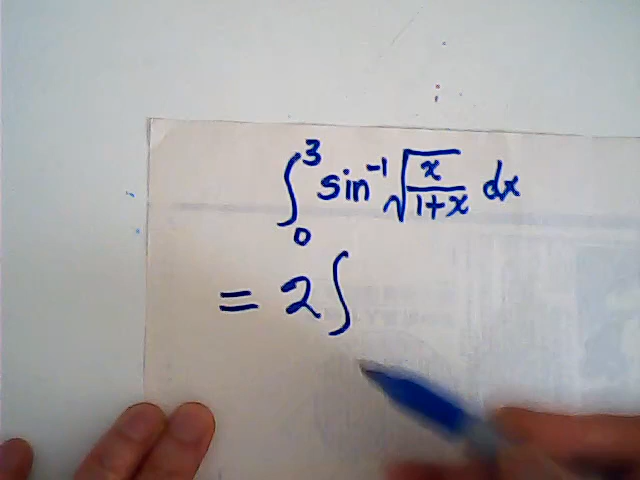 ∫₀³ sin⁻¹ √(x/(1+x)) dx
= 2 ∫